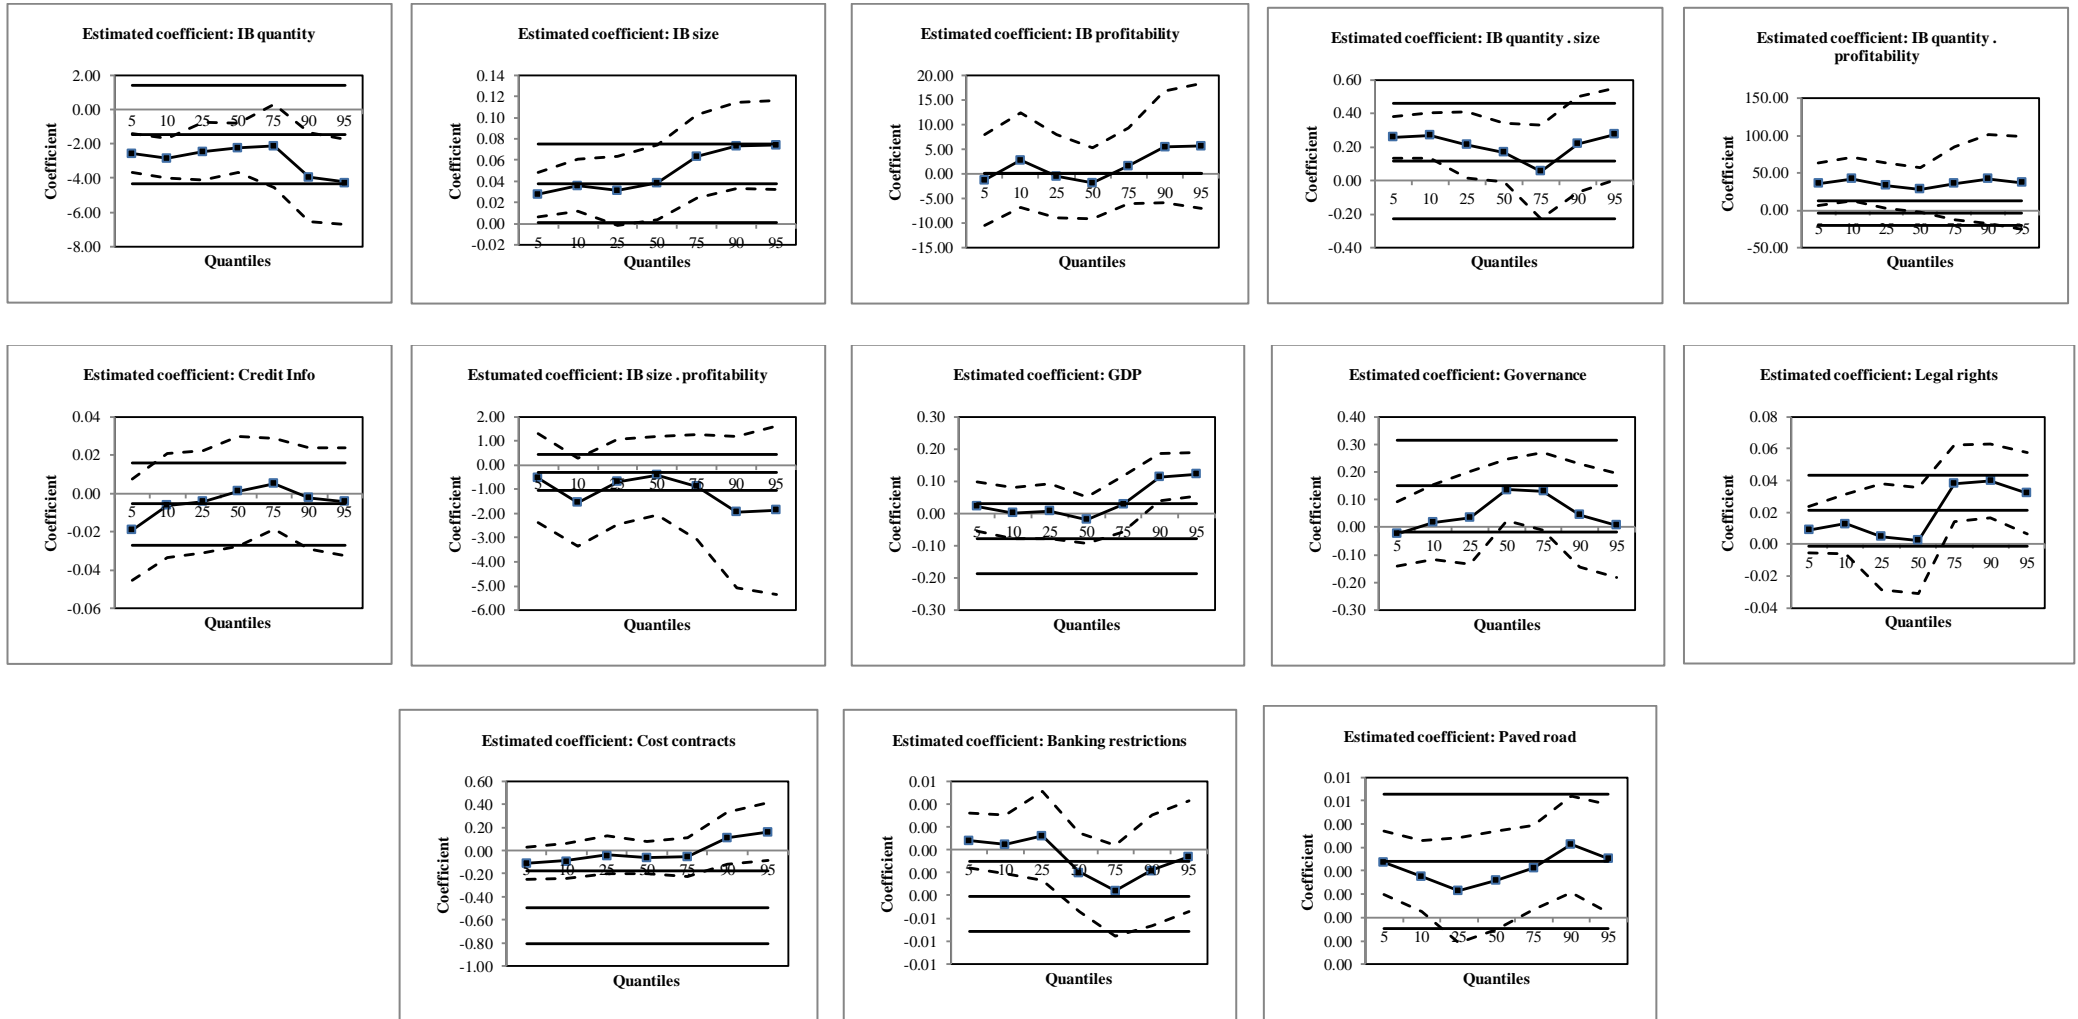 Estimated coefficient: IB quantity
2.00
0.00
-2.00
-4.00
-6.00
-8.00
5 10 25 50 75 90 95
Coefficient
Quantiles
Estimated coefficient: IB size
0.14
0.12
0.10
0.08
0.06
0.04
0.02
0.00
-0.02
5 10 25 50 75 90 95
Coefficient
Quantiles
Estimated coefficient: IB profitability
20.00
15.00
10.00
5.00
0.00
-5.00
-10.00
-15.00
5 10 25 50 75 90 95
Coefficient
Quantiles
Estimated coefficient: IB quantity . size
0.60
0.40
0.20
0.00
-0.20
-0.40
5 10 25 50 75 90 95
Coefficient
Quantiles
Estimated coefficient: IB quantity .
profitability
150.00
100.00
50.00
0.00
-50.00
5 10 25 50 75 90 95
Coefficient
Quantiles
Estimated coefficient: Credit Info
0.04
0.02
0.00
-0.02
-0.04
-0.06
5 10 25 50 75 90 95
Coefficient
Quantiles
Estumated coefficient: IB size . profitability
2.00
1.00
0.00
-1.00
-2.00
-3.00
-4.00
-5.00
-6.00
5 10 25 50 75 90 95
Coefficient
Quantiles
Estimated coefficient: GDP
0.30
0.20
0.10
0.00
-0.10
-0.20
-0.30
5 10 25 50 75 90 95
Coefficient
Quantiles
Estimated coefficient: Governance
0.40
0.30
0.20
0.10
0.00
-0.10
-0.20
-0.30
5 10 25 50 75 90 95
Coefficient
Quantiles
Estimated coefficient: Legal rights
0.08
0.06
0.04
0.02
0.00
-0.02
-0.04
5 10 25 50 75 90 95
Coefficient
Quantiles
Estimated coefficient: Cost contracts
0.60
0.40
0.20
0.00
-0.20
-0.40
-0.60
-0.80
-1.00
5 10 25 50 75 90 95
Coefficient
Quantiles
Estimated coefficient: Banking restrictions
0.01
0.00
0.00
0.00
0.00
0.00
-0.01
-0.01
-0.01
5 10 25 50 75 90 95
Coefficient
Quantiles
Estimated coefficient: Paved road
0.01
0.01
0.00
0.00
0.00
0.00
0.00
0.00
0.00
5 10 25 50 75 90 95
Coefficient
Quantiles